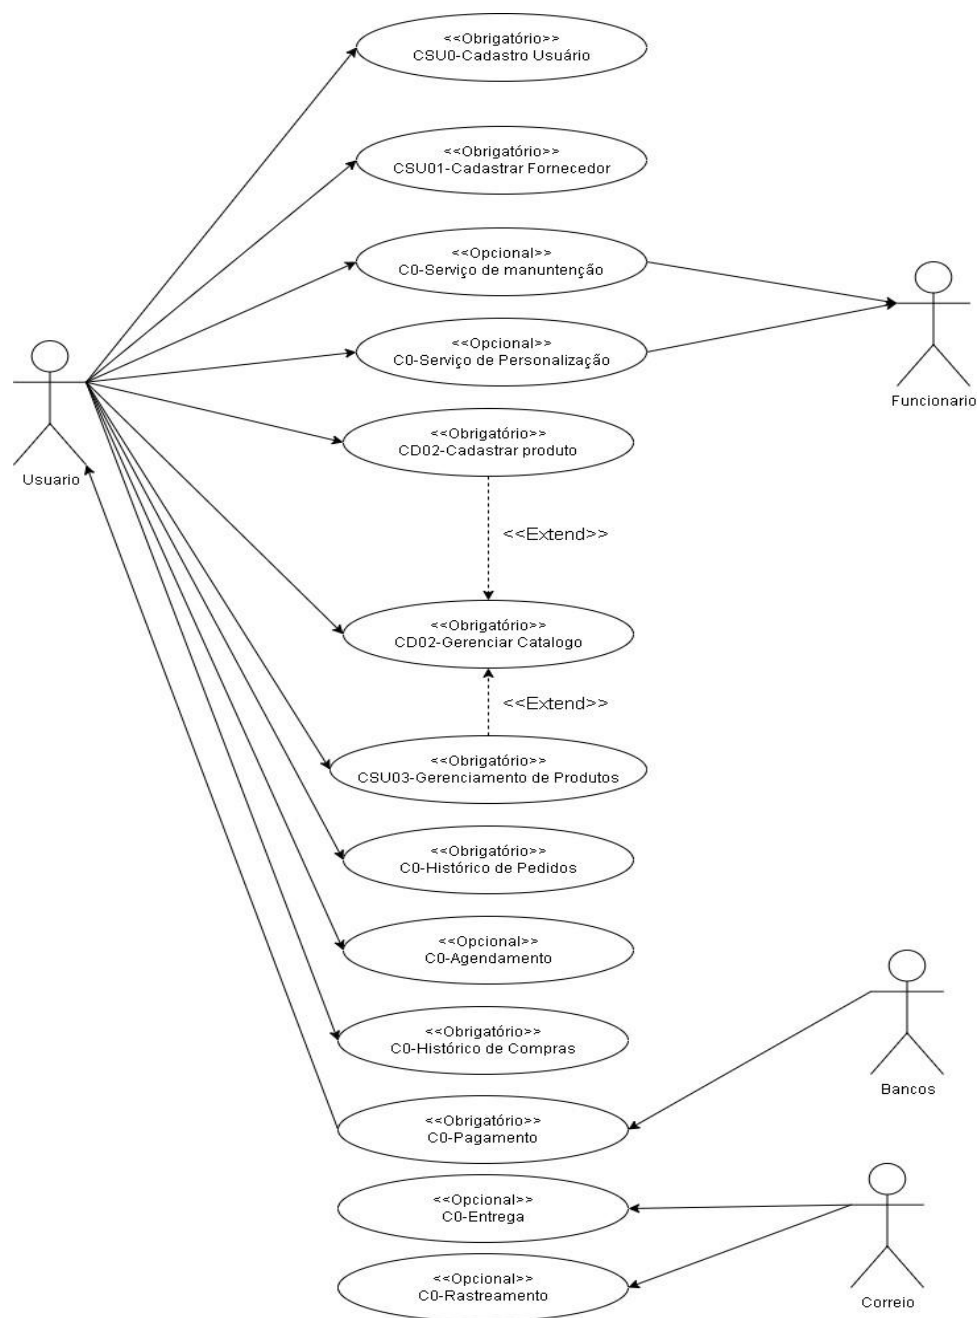 <<Obrigatório>>
CSU0-Cadastro Usuário
<<Obrigatório>>
CSU01-Cadastrar Fornecedor
<<Opcional>>
C0-Serviço de manuntenção
<<Opcional>>
C0-Serviço de Personalização
Funcionario
<<Obrigatório>>
CD02-Cadastrar produto
Usuario
<<Extend>>
<<Obrigatório>>
CD02-Gerenciar Catalogo
<<Extend>>
<<Obrigatório>>
CSU03-Gerenciamento de Produtos
<<Obrigatório>>
C0-Histórico de Pedidos
<<Opcional>>
C0-Agendamento
<<Obrigatório>>
C0-Histórico de Compras
Bancos
<<Obrigatório>>
C0-Pagamento
<<Opcional>>
C0-Entrega
<<Opcional>>
C0-Rastreamento
Correio